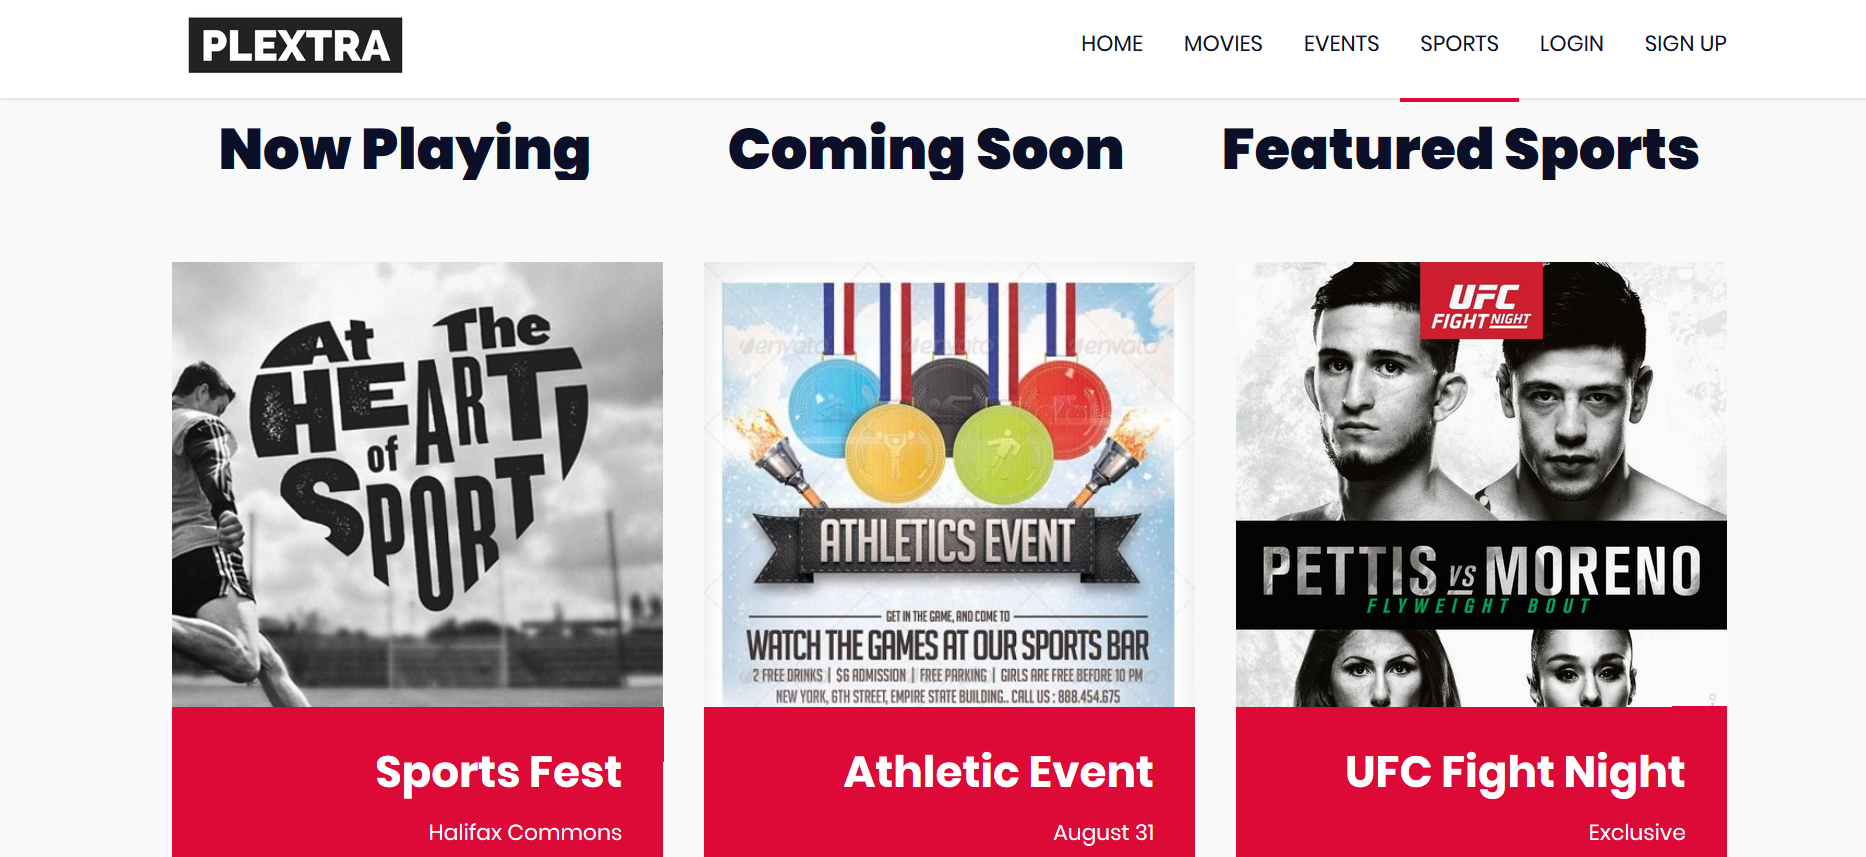 PLEXTRA
HOME MOVIES EVENTS SPORTS LOGIN SIGN UP
Now Playing
Coming Soon
Featured Sports
At The
HEART
of
SPORT
Sports Fest
Halifax Commons
envato envato envato
ATHLETICS EVENT
GET IN THE GAME, AND COME TO
WATCH THE GAMES AT OUR SPORTS BAR
2 FREE DRINKS | $6 ADMISSION | FREE PARKING | GIRLS ARE FREE BEFORE 10 PM
NEW YORK, 6TH STREET, EMPIRE STATE BUILDING.. CALL US : 888.454.675
Athletic Event
August 31
UFC
FIGHT NIGHT
PETTIS VS MORENO
FLYWEIGHT BOUT
UFC Fight Night
Exclusive